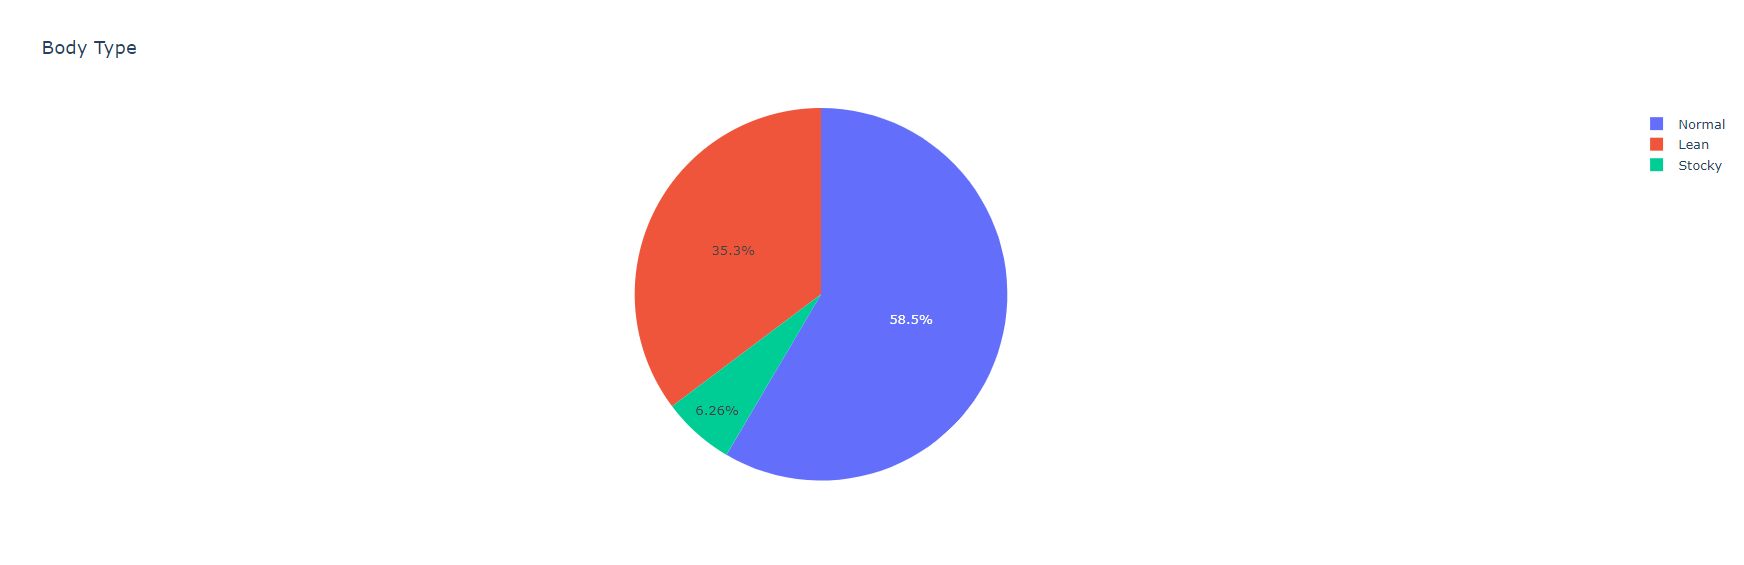 Body Type
Normal
Lean
Stocky
35.3%
58.5%
6.26%